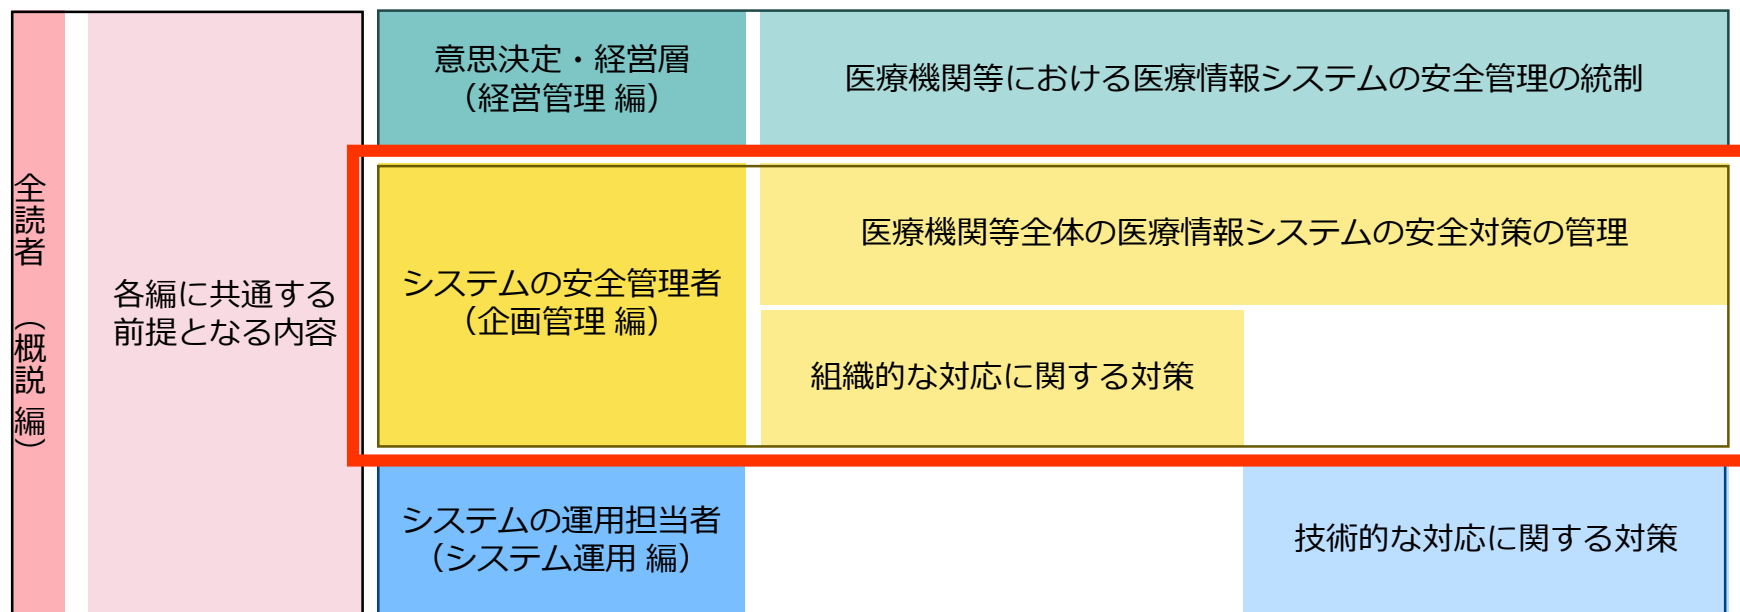 全読者（概説 編）
各編に共通する
前提となる内容
意思決定・経営層
（経営管理 編）
医療機関等における医療情報システムの安全管理の統制
システムの安全管理者
（企画管理 編）
医療機関等全体の医療情報システムの安全対策の管理
組織的な対応に関する対策
システムの運用担当者
（システム運用 編）
技術的な対応に関する対策